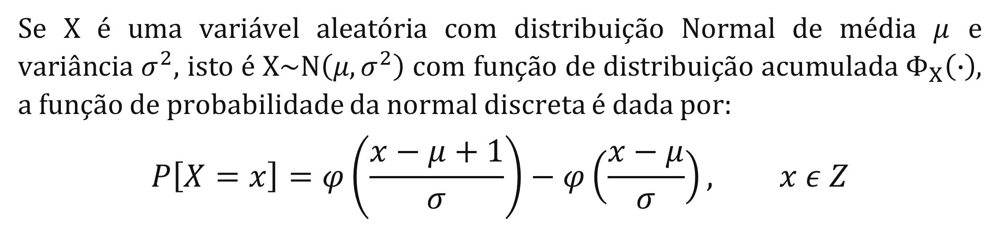 Se X é uma variável aleatória com distribuição Normal de média μ e
variância σ², isto é X~N(μ, σ²) com função de distribuição acumulada Φ_X(·),
a função de probabilidade da normal discreta é dada por:
P[X = x] = φ((x − μ + 1)/σ) − φ((x − μ)/σ), x ϵ Z